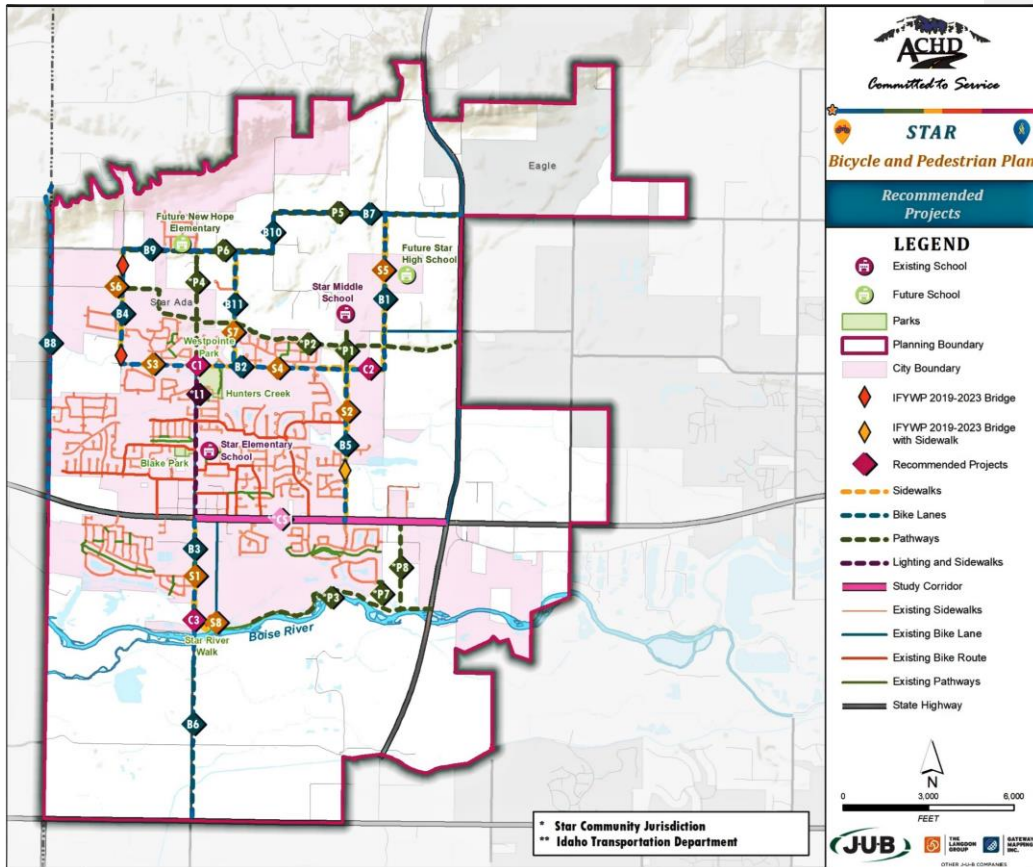 Eagle
Future New Hope
Elementary
P5
B7
B10
B9
P6
S5
Future Star
High School
S6
P4
Star Middle
School
B1
Star Ada
B11
B4
S7
Westpointe
Park
P2
P1
B8
S3
C1
B2
S4
C2
*L1
Hunters Creek
S2
B5
Star Elementary
School
Blake Park
B3
*P8
S1
*P3
*P7
C3
S8
Boise River
Star River
Walk
B6
* Star Community Jurisdiction
** Idaho Transportation Department
ACHD
Committed to Service
STAR
Bicycle and Pedestrian Plan
Recommended
Projects
LEGEND
Existing School
Future School
Parks
Planning Boundary
City Boundary
IFYWP 2019-2023 Bridge
IFYWP 2019-2023 Bridge
with Sidewalk
Recommended Projects
Sidewalks
Bike Lanes
Pathways
Lighting and Sidewalks
Study Corridor
Existing Sidewalks
Existing Bike Lane
Existing Bike Route
Existing Pathways
State Highway
N
0 3,000 6,000
FEET
J·U·B
THE
LANGDON
GROUP
GATEWAY
MAPPING
INC.
OTHER J-U-B COMPANIES